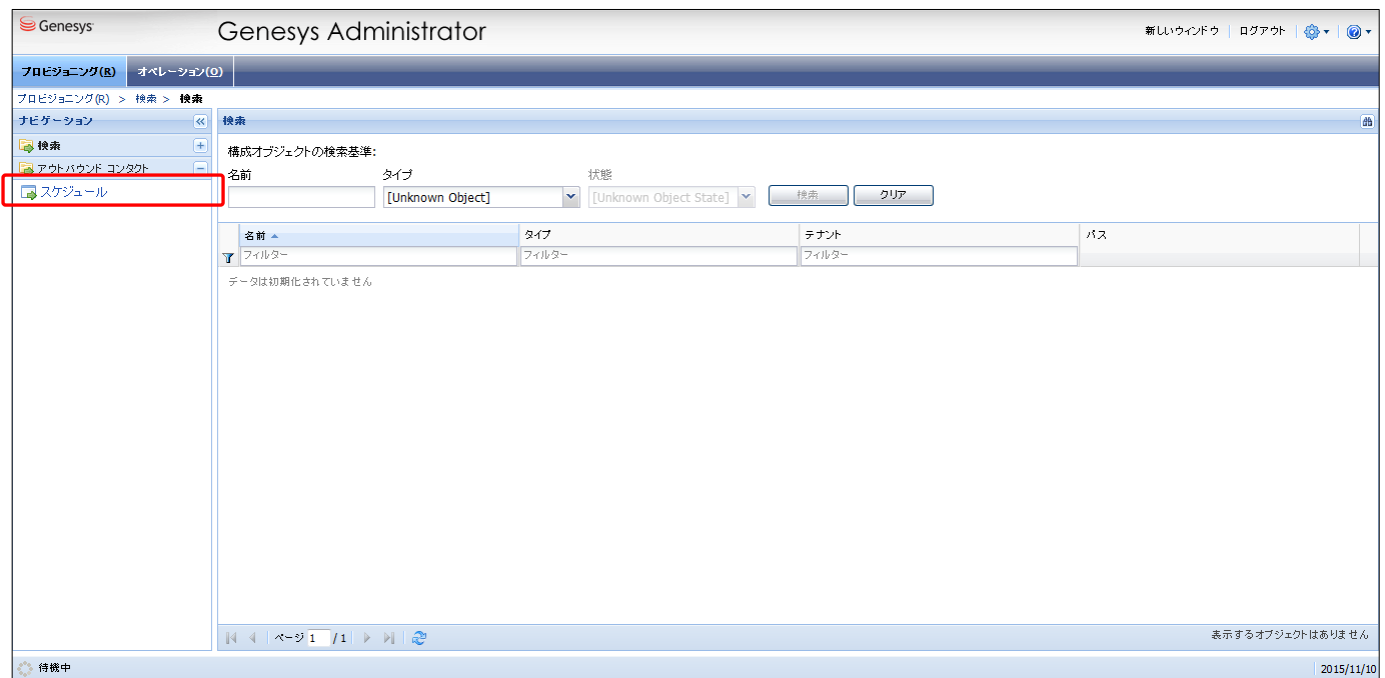 Genesys
Genesys Administrator
新しいウィンドウ ログアウト
プロビジョニング(R) オペレーション(O)
プロビジョニング(R) > 検索 > 検索
ナビゲーション
検索
検索
アウトバウンド コンタクト
スケジュール
構成オブジェクトの検索基準:
名前 タイプ 状態
[Unknown Object] [Unknown Object State] 検索 クリア
名前 タイプ テナント パス
フィルター フィルター フィルター
データは初期化されていません
ページ 1 / 1
表示するオブジェクトはありません
待機中
2015/11/10